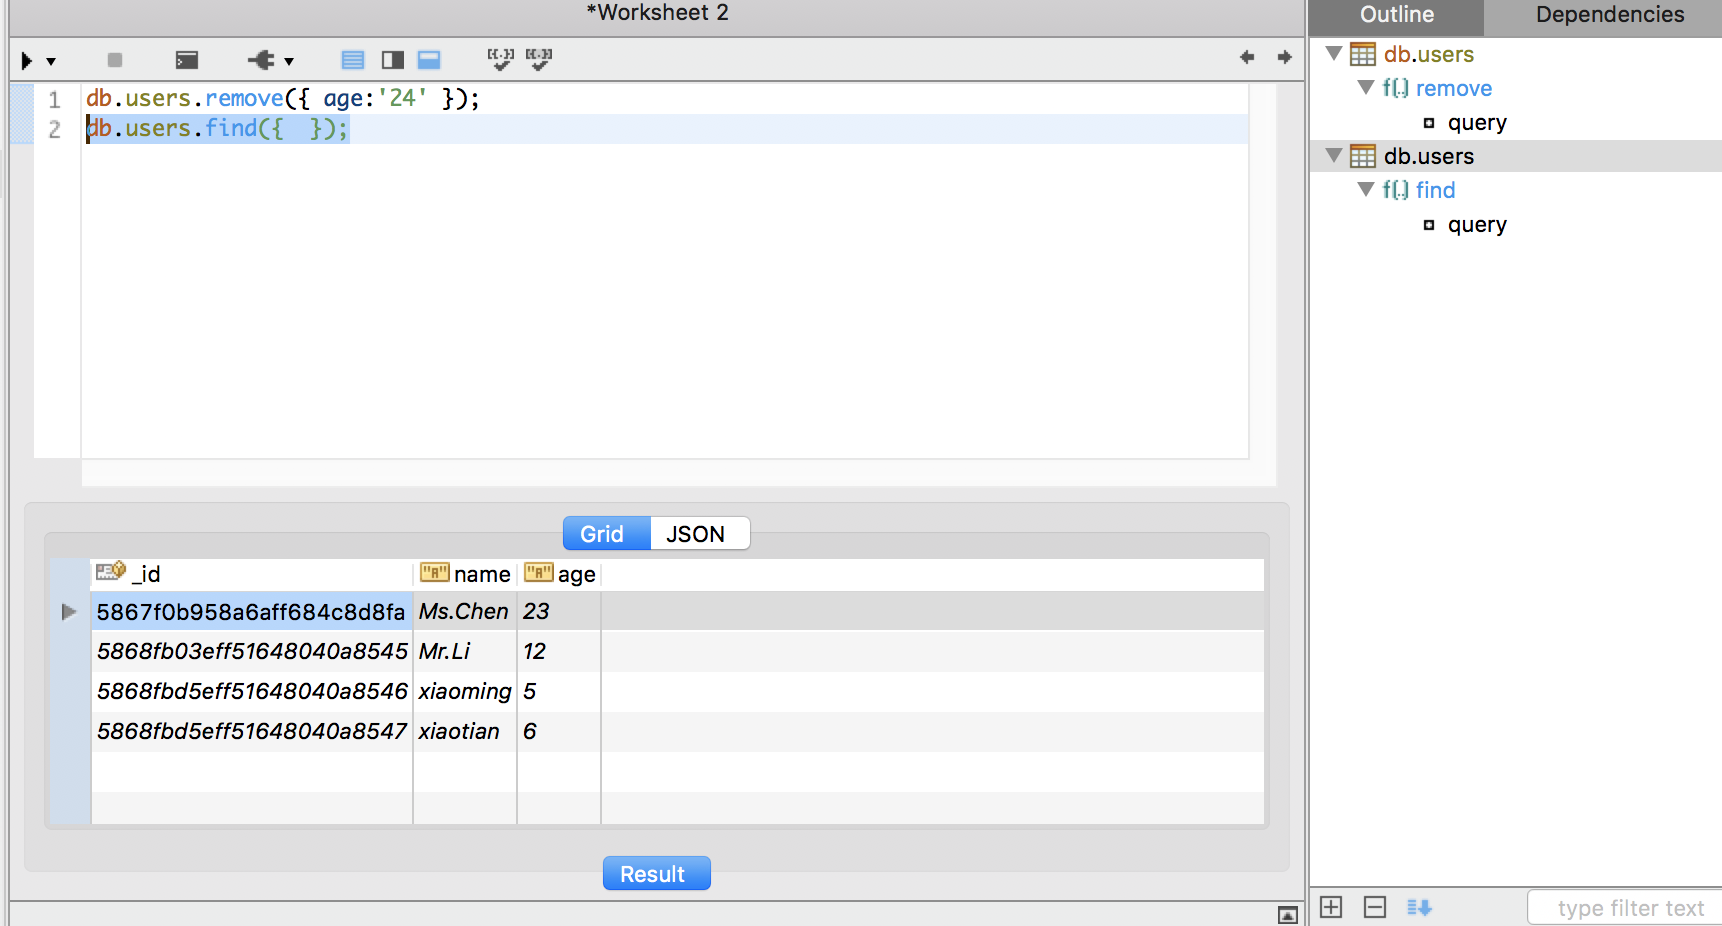 *Worksheet 2
1 db.users.remove({ age:'24' });
2 db.users.find({  });
Grid JSON
_id "A" name "A" age
5867f0b958a6aff684c8d8fa Ms.Chen 23
5868fb03eff51648040a8545 Mr.Li 12
5868fbd5eff51648040a8546 xiaoming 5
5868fbd5eff51648040a8547 xiaotian 6
Result
Outline Dependencies
db.users
f(.) remove
query
db.users
f(.) find
query
type filter text